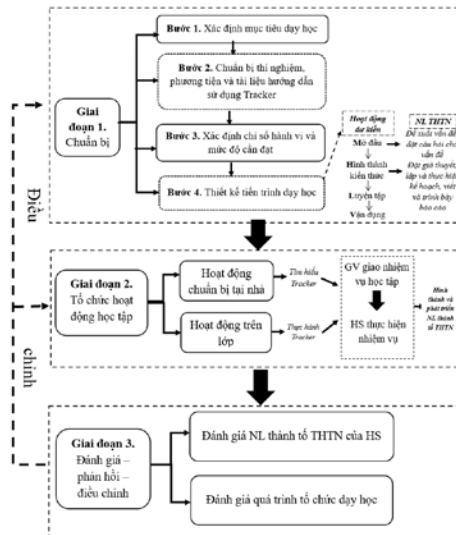 Bước 1. Xác định mục tiêu dạy học
Bước 2. Chuẩn bị thí nghiệm,
phương tiện và tài liệu hướng dẫn
sử dụng Tracker
Giai đoạn 1.
Chuẩn bị
Bước 3. Xác định chỉ số hành vi và
mức độ cần đạt
Bước 4. Thiết kế tiến trình dạy học
Hoạt động
dự kiến
Mở đầu
Hình thành
kiến thức
Luyện tập
Vận dụng
NL THTN
Đề xuất vấn đề,
đặt câu hỏi cho
vấn đề
Đặt giả thuyết,
lập và thực hiện
kế hoạch, viết
và trình bày
báo cáo
Điều
chỉnh
Giai đoạn 2.
Tổ chức hoạt
động học tập
Hoạt động
chuẩn bị tại nhà
Hoạt động trên
lớp
Tìm hiểu
Tracker
Thực hành
Tracker
GV giao nhiệm
vụ học tập
HS thực hiện
nhiệm vụ
Hình
thành và
phát triển
NL thành
tố THTN
Giai đoạn 3.
Đánh giá –
phản hồi –
điều chỉnh
Đánh giá NL thành tố THTN của HS
Đánh giá quá trình tổ chức dạy học